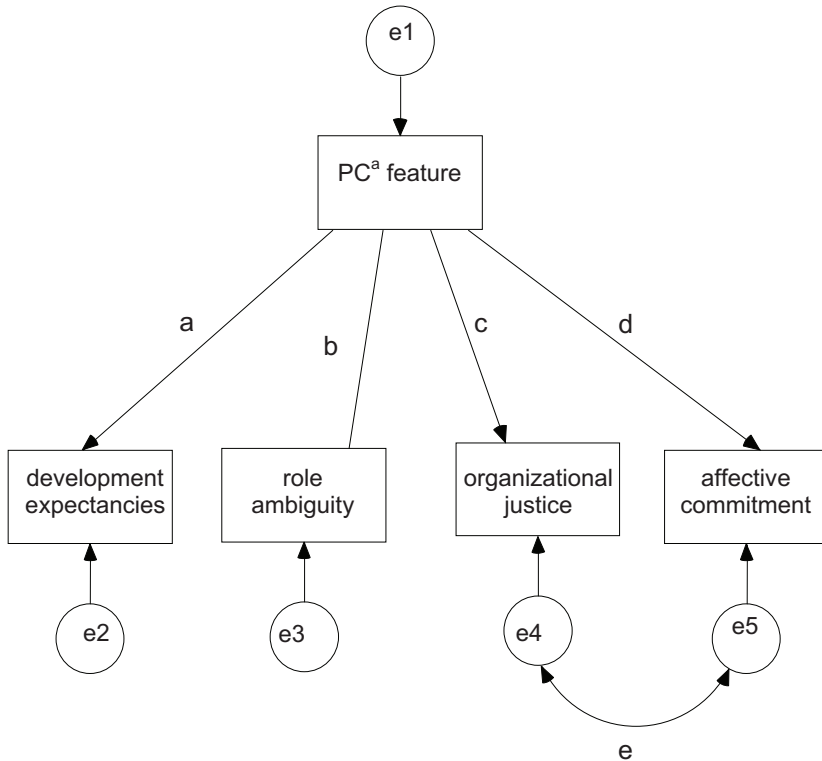 e1
PCª feature
a
b
c
d
development
expectancies
role
ambiguity
organizational
justice
affective
commitment
e2
e3
e4
e5
e